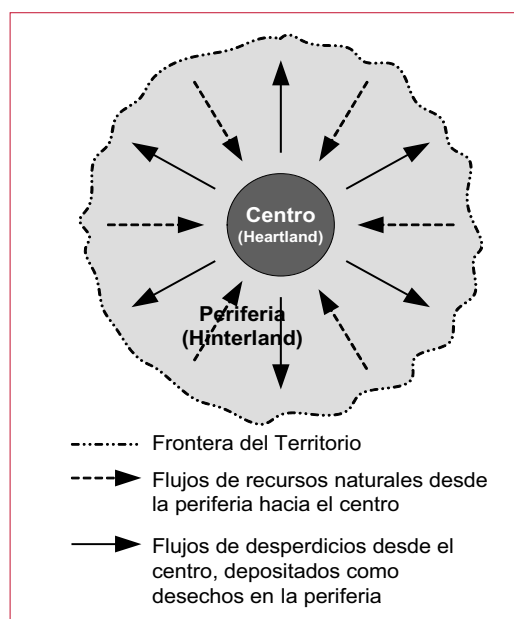 Centro
(Heartland)
Periferia
(Hinterland)
Frontera del Territorio
Flujos de recursos naturales desde
la periferia hacia el centro
Flujos de desperdicios desde el
centro, depositados como
desechos en la periferia